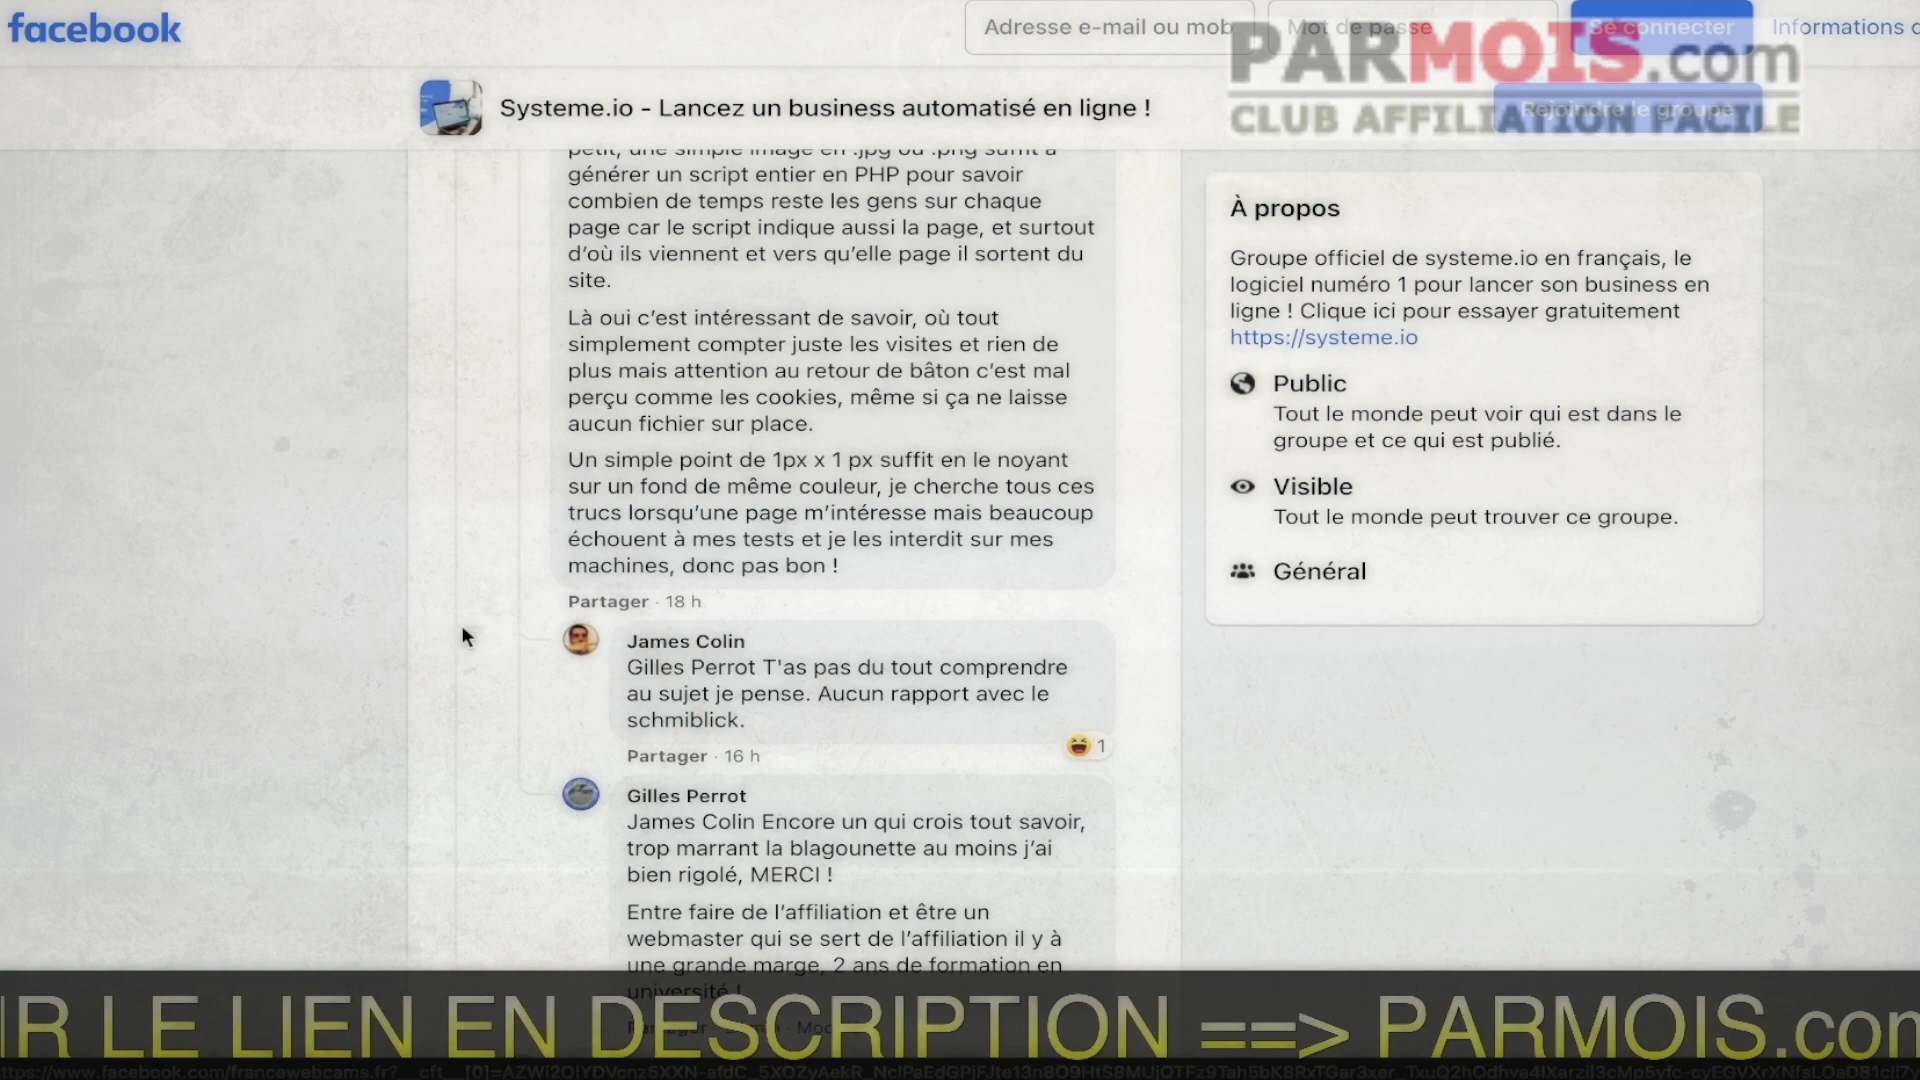 facebook
Adresse e-mail ou mob
Mot de passe
Se connecter
Informations
PARMOIS.com
CLUB AFFILIATION FACILE
Systeme.io - Lancez un business automatisé en ligne !
Rejoindre le groupe
petit, une simple image en .jpg ou .png suffit à
générer un script entier en PHP pour savoir
combien de temps reste les gens sur chaque
page car le script indique aussi la page, et surtout
d'où ils viennent et vers qu'elle page il sortent du
site.
Là oui c'est intéressant de savoir, où tout
simplement compter juste les visites et rien de
plus mais attention au retour de bâton c'est mal
perçu comme les cookies, même si ça ne laisse
aucun fichier sur place.
Un simple point de 1px x 1 px suffit en le noyant
sur un fond de même couleur, je cherche tous ces
trucs lorsqu'une page m'intéresse mais beaucoup
échouent à mes tests et je les interdit sur mes
machines, donc pas bon !
Partager · 18 h
James Colin
Gilles Perrot T'as pas du tout comprendre
au sujet je pense. Aucun rapport avec le
schmiblick.
1
Partager · 16 h
Gilles Perrot
James Colin Encore un qui crois tout savoir,
trop marrant la blagounette au moins j'ai
bien rigolé, MERCI !
Entre faire de l'affiliation et être un
webmaster qui se sert de l'affiliation il y à
une grande marge, 2 ans de formation en
université !
À propos
Groupe officiel de systeme.io en français, le
logiciel numéro 1 pour lancer son business en
ligne ! Clique ici pour essayer gratuitement
https://systeme.io
Public
Tout le monde peut voir qui est dans le
groupe et ce qui est publié.
Visible
Tout le monde peut trouver ce groupe.
Général
R LE LIEN EN DESCRIPTION ==> PARMOIS.con